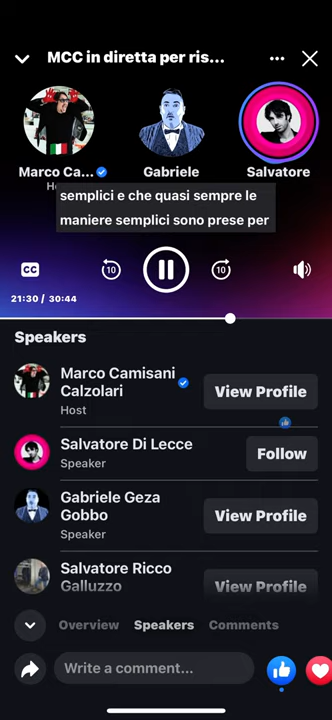 MCC in diretta per ris...
Marco Ca...
Gabriele
Salvatore
semplici e che quasi sempre le
maniere semplici sono prese per
CC
10
10
21:30 / 30:44
Speakers
Marco Camisani
Calzolari
Host
View Profile
Salvatore Di Lecce
Speaker
Follow
Gabriele Geza
Gobbo
Speaker
View Profile
Salvatore Ricco
Galluzzo
View Profile
Overview
Speakers
Comments
Write a comment...